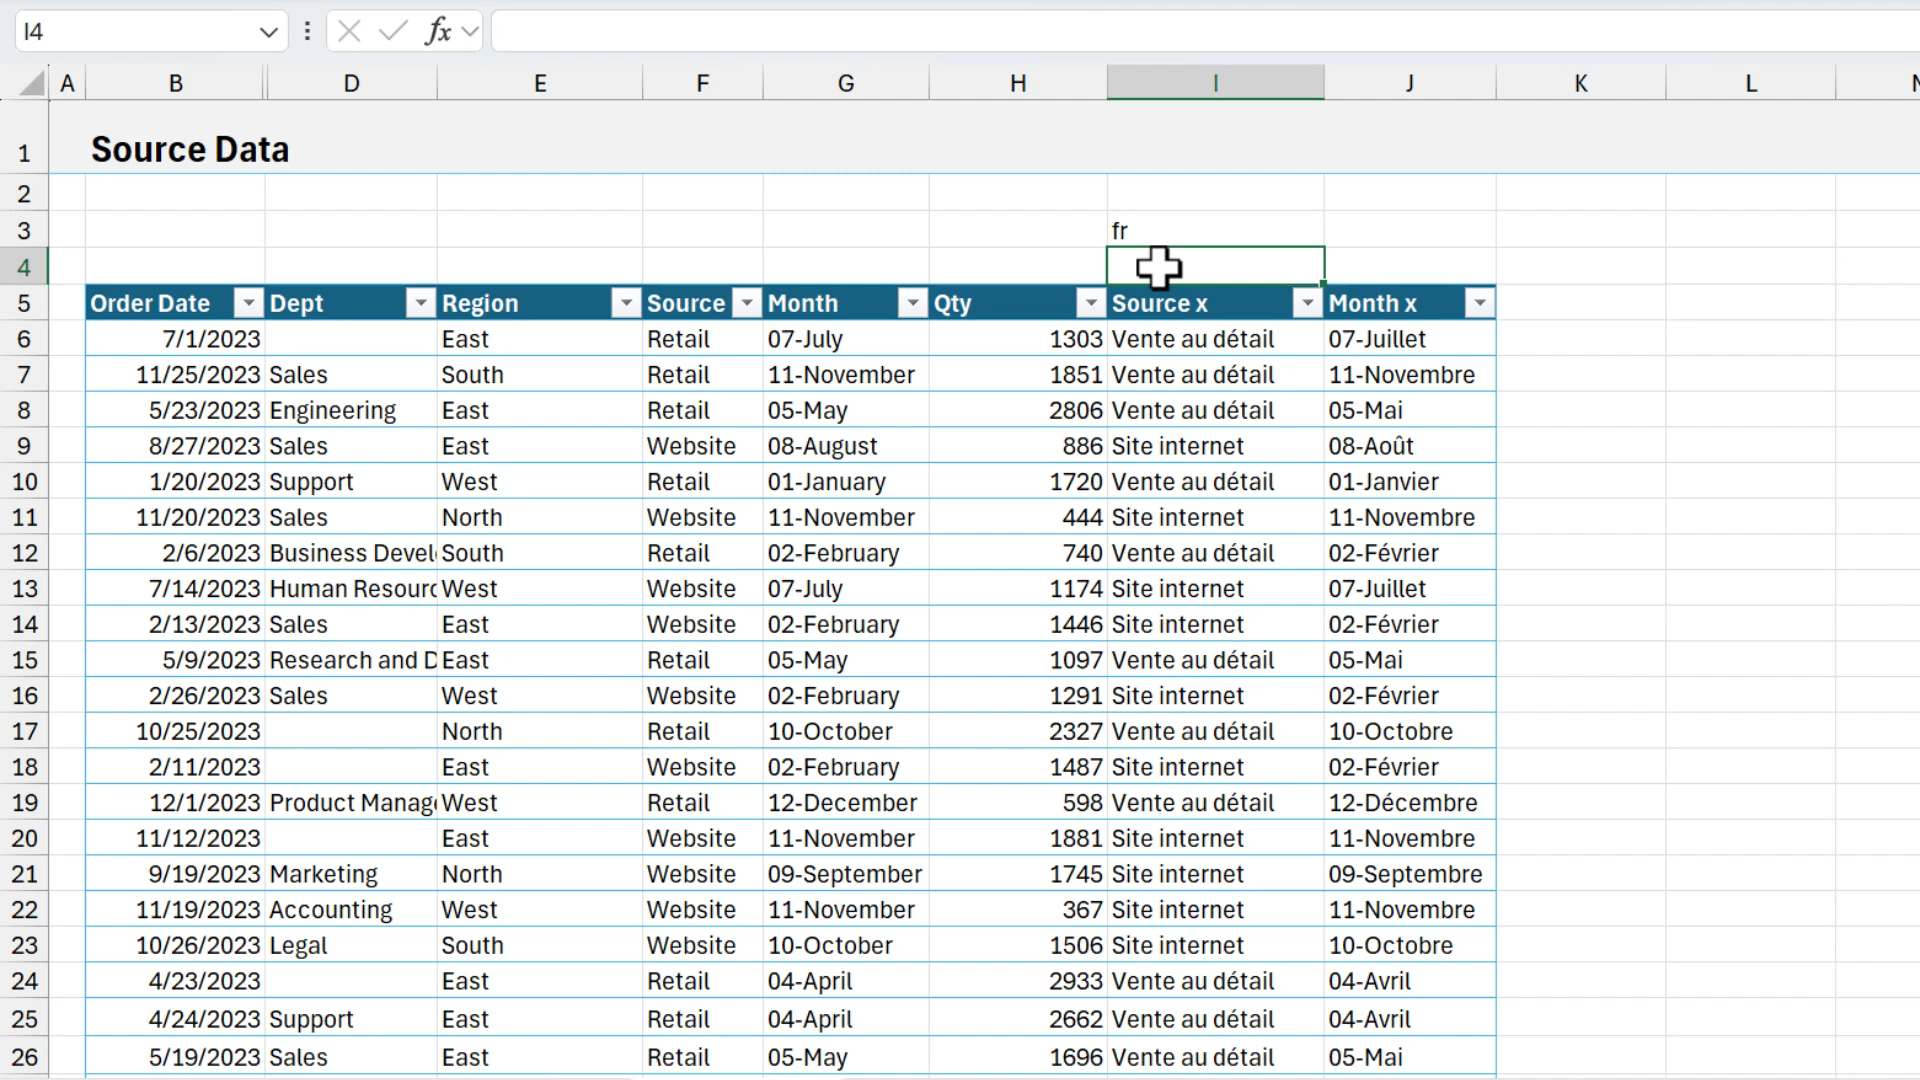 I4
fx
A B D E F G H I J K L
1 Source Data
2
3 fr
4
5 Order Date Dept Region Source Month Qty Source x Month x
6 7/1/2023 East Retail 07-July 1303 Vente au détail 07-Juillet
7 11/25/2023 Sales South Retail 11-November 1851 Vente au détail 11-Novembre
8 5/23/2023 Engineering East Retail 05-May 2806 Vente au détail 05-Mai
9 8/27/2023 Sales East Website 08-August 886 Site internet 08-Août
10 1/20/2023 Support West Retail 01-January 1720 Vente au détail 01-Janvier
11 11/20/2023 Sales North Website 11-November 444 Site internet 11-Novembre
12 2/6/2023 Business Devel South Retail 02-February 740 Vente au détail 02-Février
13 7/14/2023 Human Resourc West Website 07-July 1174 Site internet 07-Juillet
14 2/13/2023 Sales East Website 02-February 1446 Site internet 02-Février
15 5/9/2023 Research and D East Retail 05-May 1097 Vente au détail 05-Mai
16 2/26/2023 Sales West Website 02-February 1291 Site internet 02-Février
17 10/25/2023 North Retail 10-October 2327 Vente au détail 10-Octobre
18 2/11/2023 East Website 02-February 1487 Site internet 02-Février
19 12/1/2023 Product Manag West Retail 12-December 598 Vente au détail 12-Décembre
20 11/12/2023 East Website 11-November 1881 Site internet 11-Novembre
21 9/19/2023 Marketing North Website 09-September 1745 Site internet 09-Septembre
22 11/19/2023 Accounting West Website 11-November 367 Site internet 11-Novembre
23 10/26/2023 Legal South Website 10-October 1506 Site internet 10-Octobre
24 4/23/2023 East Retail 04-April 2933 Vente au détail 04-Avril
25 4/24/2023 Support East Retail 04-April 2662 Vente au détail 04-Avril
26 5/19/2023 Sales East Retail 05-May 1696 Vente au détail 05-Mai